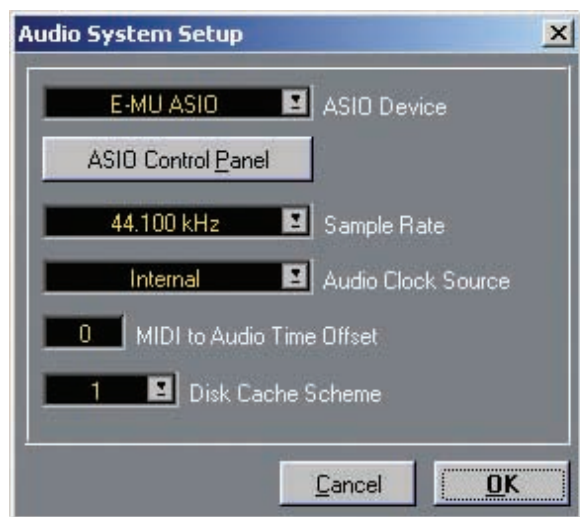 Audio System Setup
E-MU ASIO ASIO Device
ASIO Control Panel
44.100 kHz Sample Rate
Internal Audio Clock Source
0 MIDI to Audio Time Offset
1 Disk Cache Scheme
Cancel OK